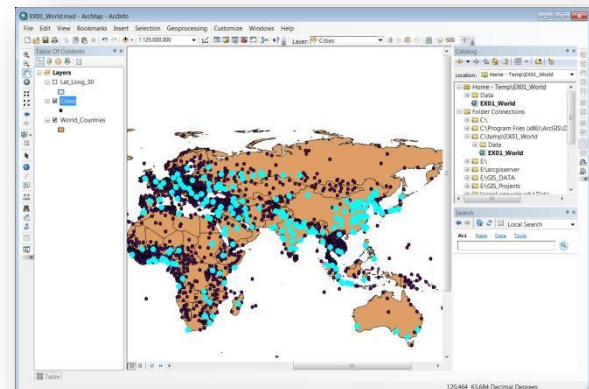 EX01_World.mxd - ArcMap - ArcInfo
File Edit View Bookmarks Insert Selection Geoprocessing Customize Windows Help
1:125,000,000
Layer: Cities
500
Table Of Contents
Layers
Lat_Long_30
Cities
World_Countries
Table
Catalog
Location: Home - Temp\EX01_World
Home - Temp\EX01_World
Data
EX01_World
Folder Connections
C:\
C:\Program Files (x86)\ArcGIS\D
C:\temp\EX01_World
Data
EX01_World
E:\
E:\arcgisserver
E:\GIS_DATA
E:\GIS_Projects
Search
Local Search
ALL Maps Data Tools
120.464 63.684 Decimal Degrees